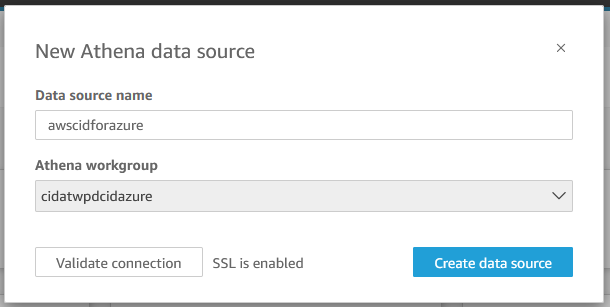 New Athena data source
Data source name
awscidforazure
Athena workgroup
cidatwpdcidazure
Validate connection SSL is enabled Create data source